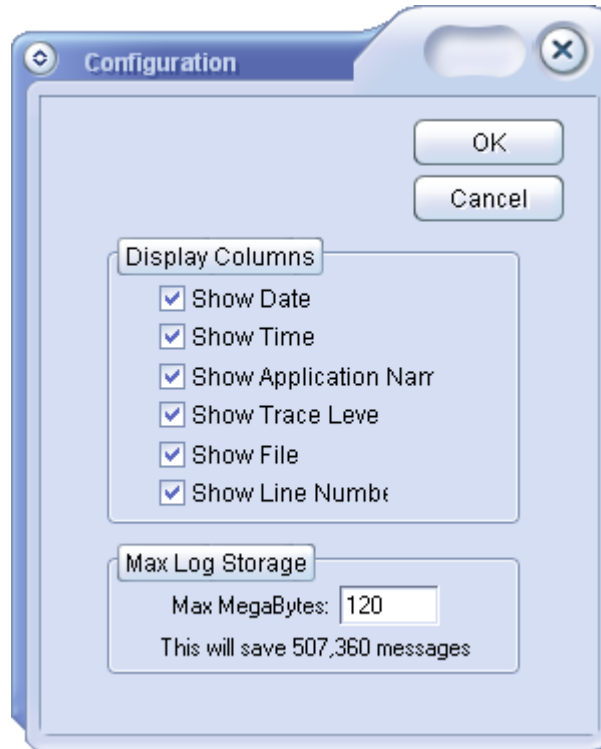 Configuration
OK
Cancel
Display Columns
Show Date
Show Time
Show Application Nam
Show Trace Leve
Show File
Show Line Numbe
Max Log Storage
Max MegaBytes: 120
This will save 507,360 messages